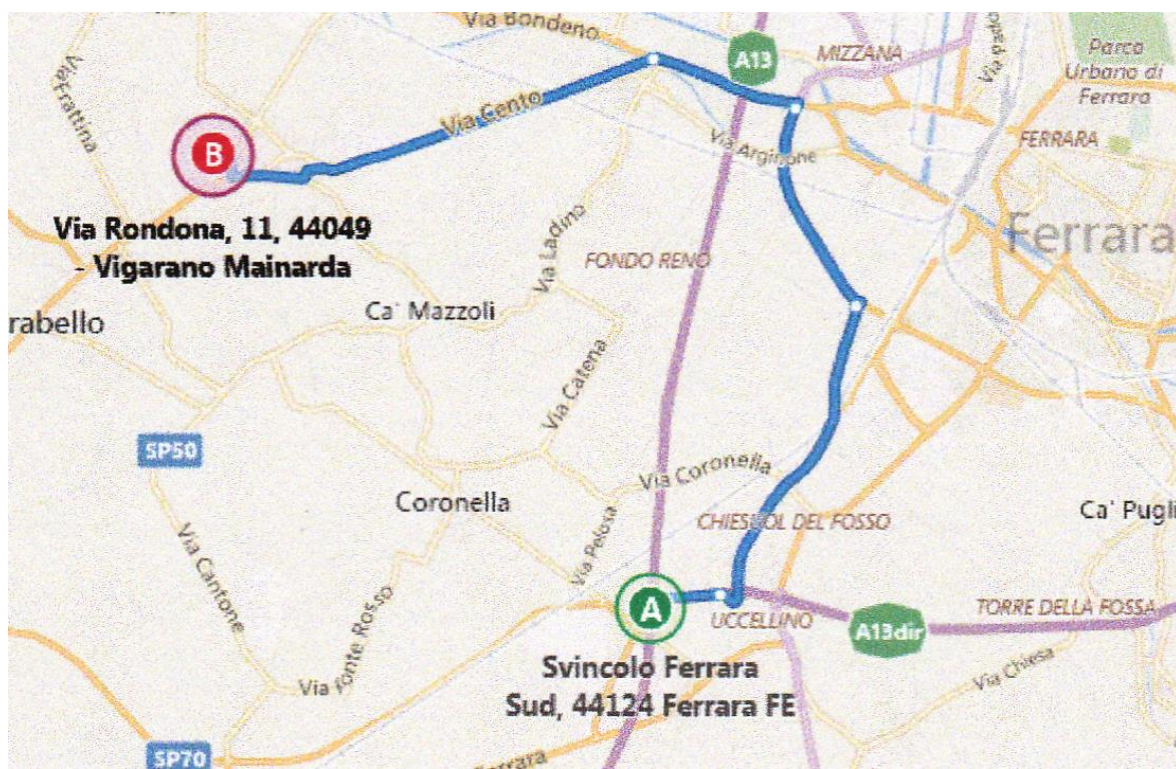 Via Bondeno
A13
MIZZANA
Parco
Urbano di
Ferrara
Via Frattina
Via Cento
Via Arginone
FERRARA
B
Via Rondona, 11, 44049
- Vigarano Mainarda
Via Ladino
FONDO RENO
Ferrara
rabello
Ca' Mazzoli
Via Catena
SP50
Via Coronella
Coronella
CHIESUOL DEL FOSSO
Ca' Pugli
Via Pelosa
Via Cantone
Via Fonte Rosso
A
UCCELLINO
A13dir
TORRE DELLA FOSSA
Svincolo Ferrara
Sud, 44124 Ferrara FE
Via Chiesa
SP70
Ferrara